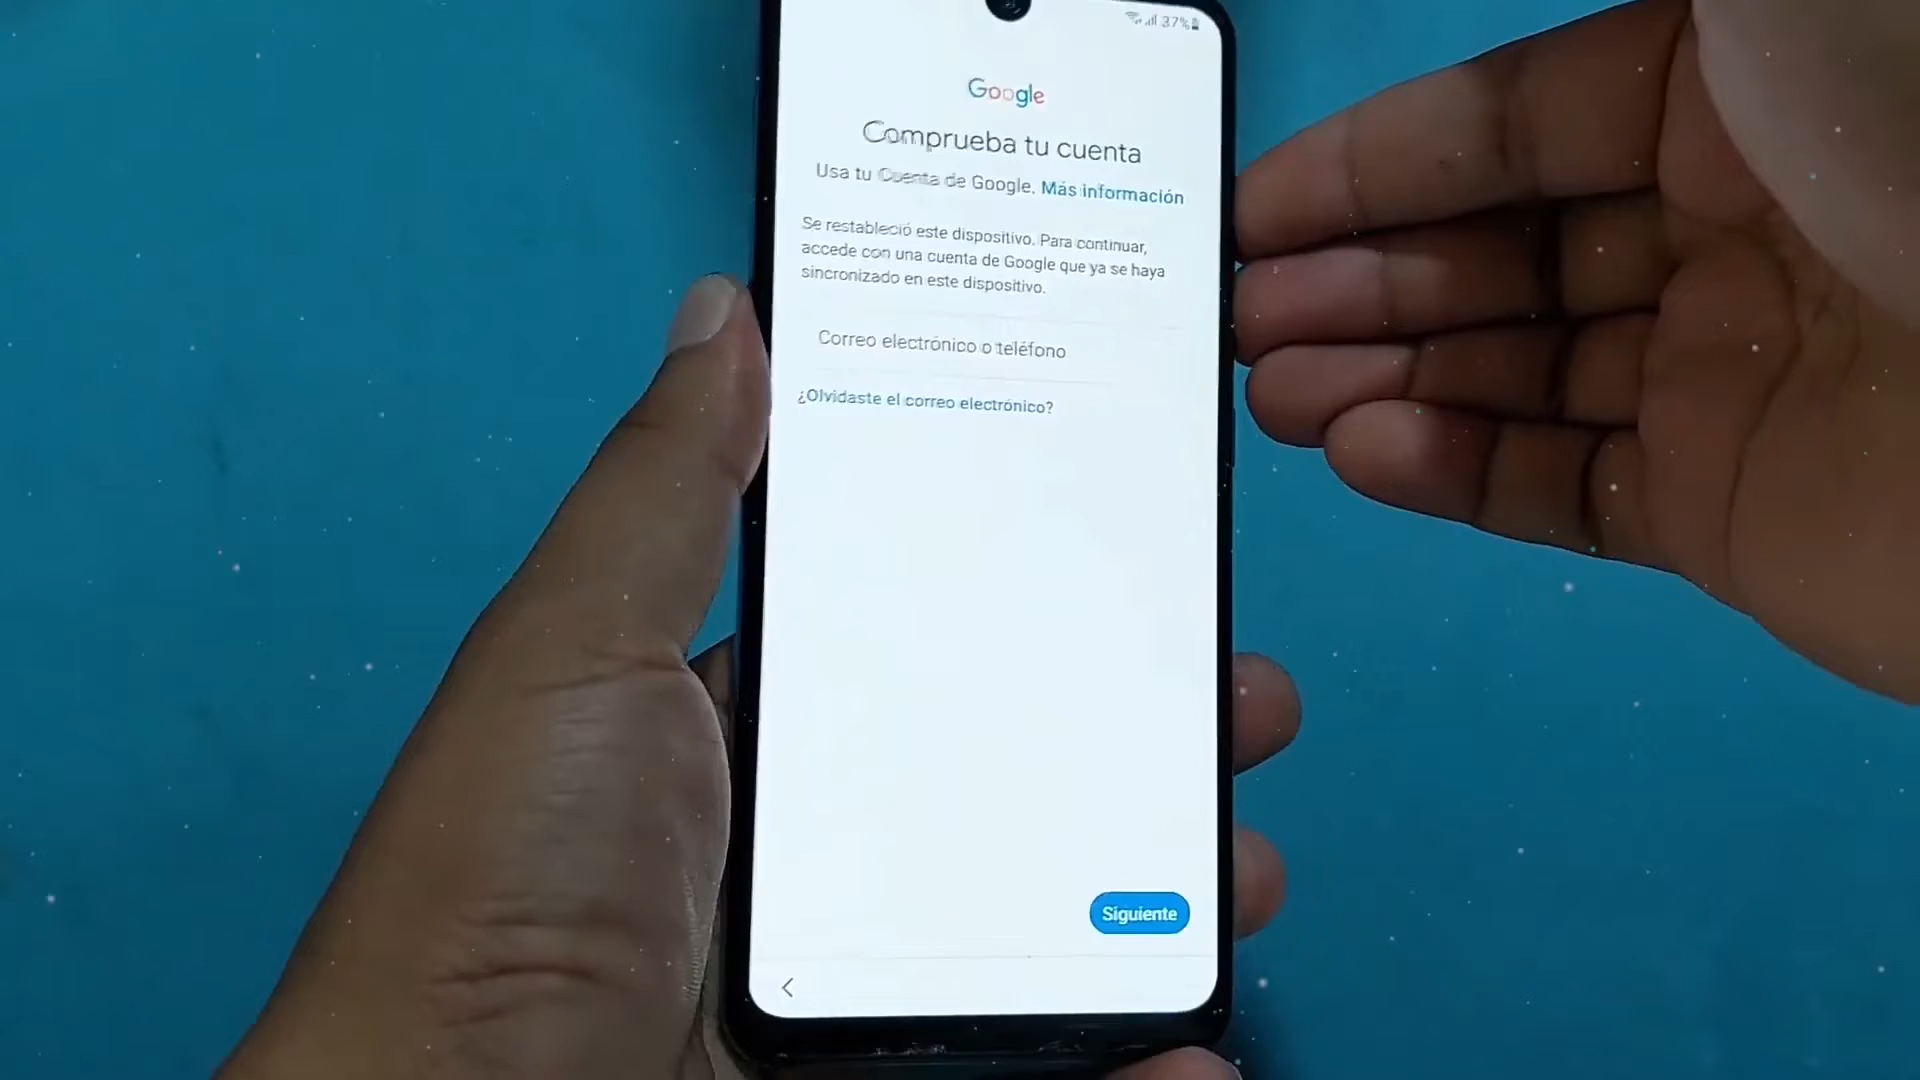 37%
Google
Comprueba tu cuenta
Usa tu Cuenta de Google. Más información
Se restableció este dispositivo. Para continuar,
accede con una cuenta de Google que ya se haya
sincronizado en este dispositivo.
Correo electrónico o teléfono
¿Olvidaste el correo electrónico?
Siguiente